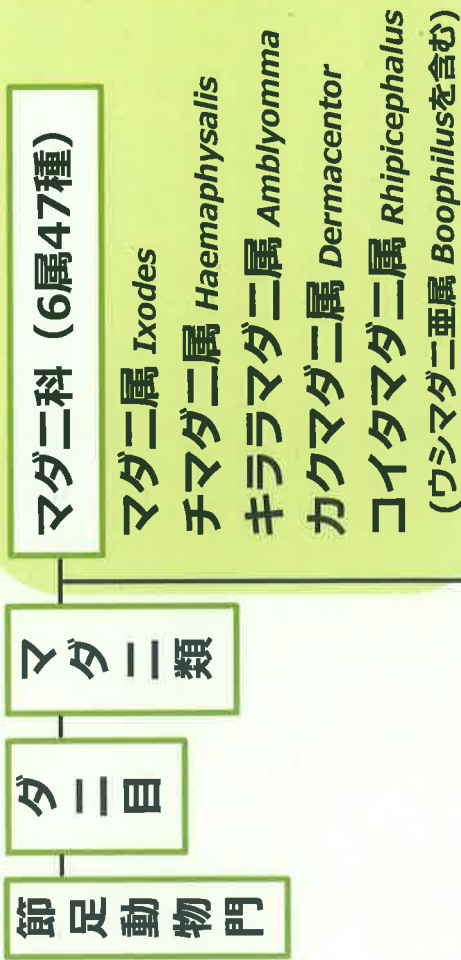 節足動物門
ダニ目
マダニ類
マダニ科（6属47種）
マダニ属 Ixodes
チマダニ属 Haemaphysalis
キララマダニ属 Amblyomma
カクマダニ属 Dermacentor
コイタマダニ属 Rhipicephalus
（ウシマダニ亜属 Boophilusを含む）